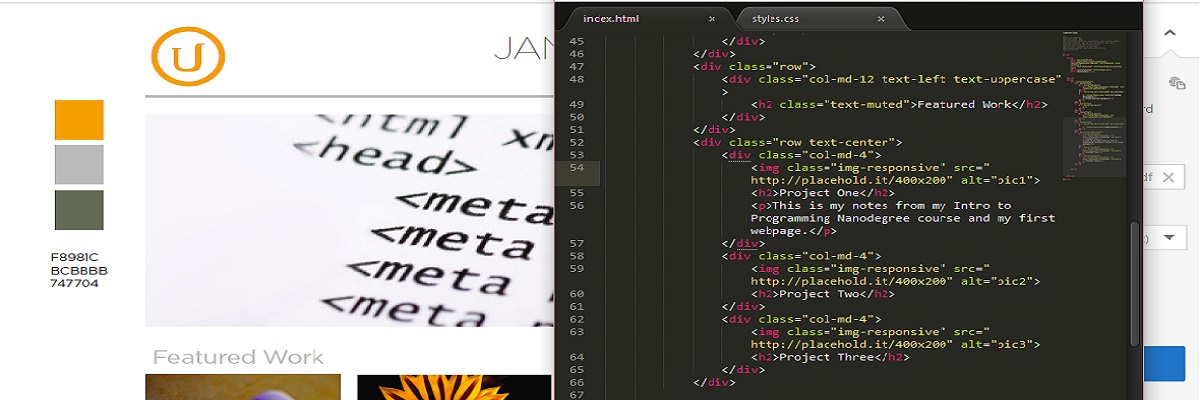 U
JAN
F8981C
BCBBBB
747704
<html xm
<head>
<meta
<meta
<meta
<meta
Featured Work
index.html
styles.css
45 </div>
46 </div>
47 <div class="row">
48 <div class="col-md-12 text-left text-uppercase"
>
49 <h2 class="text-muted">Featured Work</h2>
50 </div>
51 </div>
52 <div class="row text-center">
53 <div class="col-md-4">
54 <img class="img-responsive" src="
http://placehold.it/400x200" alt="pic1">
55 <h2>Project One</h2>
56 <p>This is my notes from my Intro to
Programming Nanodegree course and my first
webpage.</p>
57 </div>
58 <div class="col-md-4">
59 <img class="img-responsive" src="
http://placehold.it/400x200" alt="pic2">
60 <h2>Project Two</h2>
61 </div>
62 <div class="col-md-4">
63 <img class="img-responsive" src="
http://placehold.it/400x200" alt="pic3">
64 <h2>Project Three</h2>
65 </div>
66 </div>
67